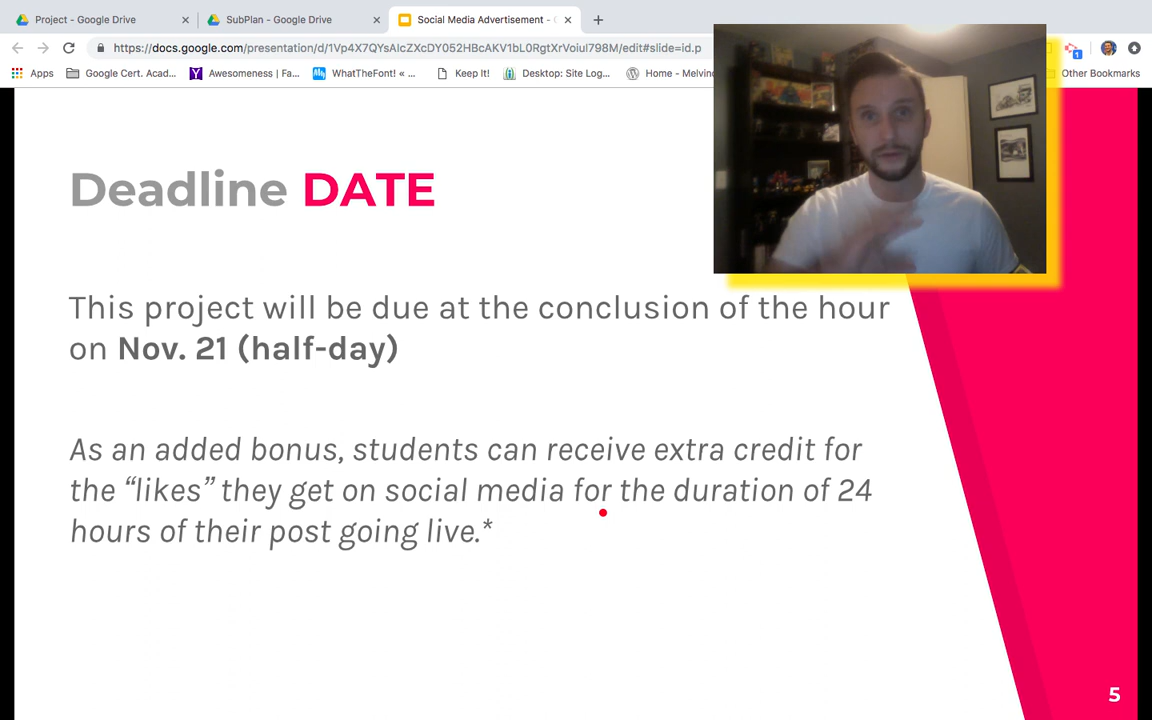 Project - Google Drive
SubPlan - Google Drive
Social Media Advertisement -
https://docs.google.com/presentation/d/1Vp4X7QYsAlcZXcDY052HBcAKV1bL0RgtXrVoiul798M/edit#slide=id.p
Apps
Google Cert. Acad...
Awesomeness | Fa...
WhatTheFont! « ...
Keep It!
Desktop: Site Log...
Home - Melvin
Other Bookmarks
1
Deadline DATE
This project will be due at the conclusion of the hour
on Nov. 21 (half-day)
As an added bonus, students can receive extra credit for
the “likes” they get on social media for the duration of 24
hours of their post going live.*
5